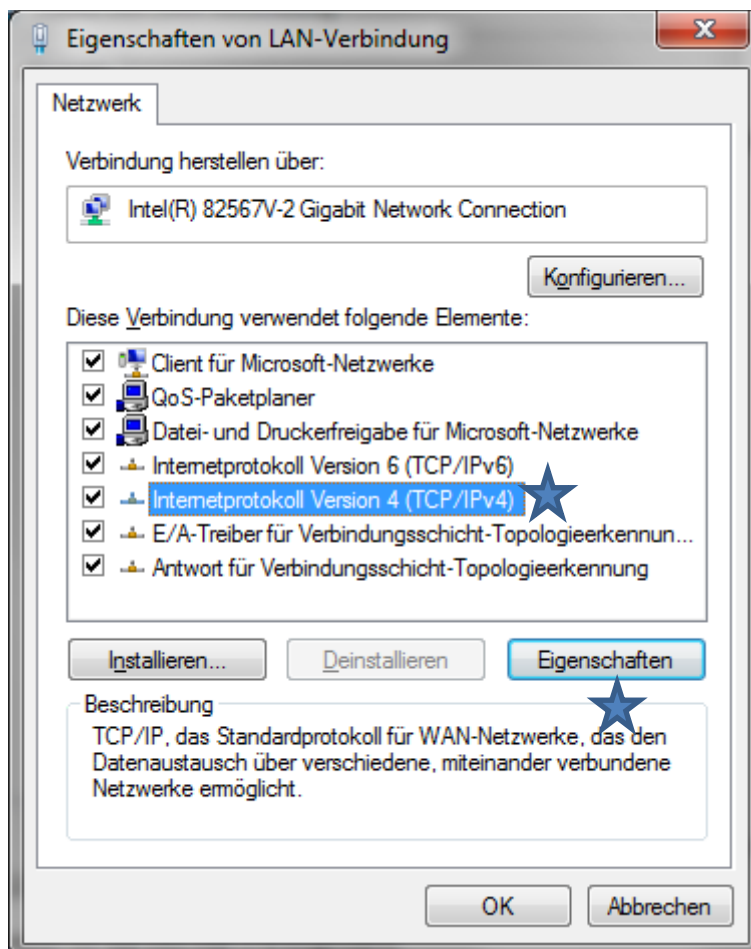 Eigenschaften von LAN-Verbindung
Netzwerk
Verbindung herstellen über:
Intel(R) 82567V-2 Gigabit Network Connection
Konfigurieren...
Diese Verbindung verwendet folgende Elemente:
Client für Microsoft-Netzwerke
QoS-Paketplaner
Datei- und Druckerfreigabe für Microsoft-Netzwerke
Internetprotokoll Version 6 (TCP/IPv6)
Internetprotokoll Version 4 (TCP/IPv4)
E/A-Treiber für Verbindungsschicht-Topologieerkennun...
Antwort für Verbindungsschicht-Topologieerkennung
Installieren... Deinstallieren Eigenschaften
Beschreibung
TCP/IP, das Standardprotokoll für WAN-Netzwerke, das den
Datenaustausch über verschiedene, miteinander verbundene
Netzwerke ermöglicht.
OK Abbrechen